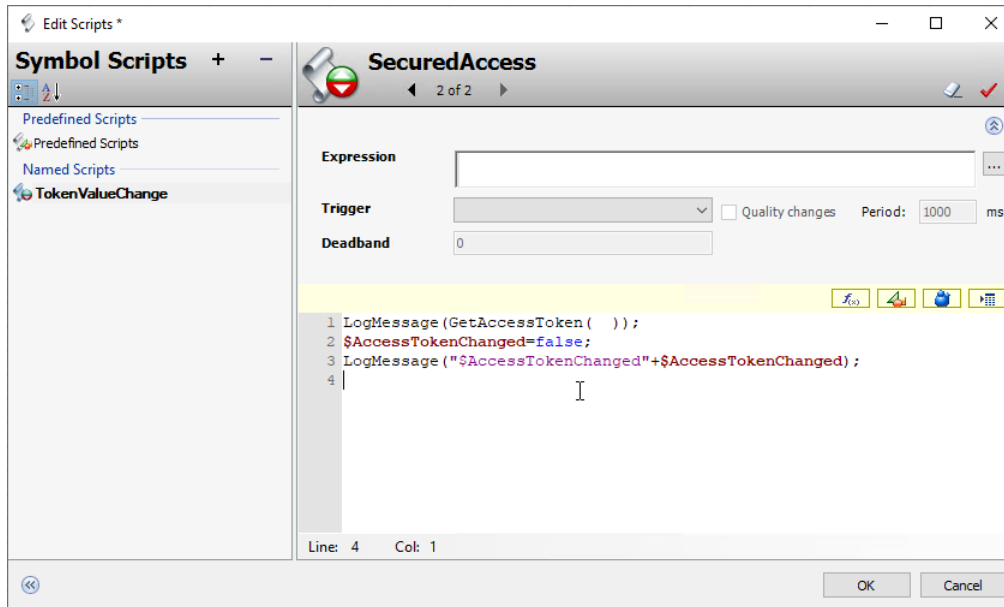 Edit Scripts *
Symbol Scripts + −
Predefined Scripts
Predefined Scripts
Named Scripts
TokenValueChange
SecuredAccess
2 of 2
Expression
...
Trigger
Quality changes Period: 1000 ms
Deadband 0
f(x)
1 LogMessage(GetAccessToken(  ));
2 $AccessTokenChanged=false;
3 LogMessage("$AccessTokenChanged"+$AccessTokenChanged);
4
Line: 4 Col: 1
OK Cancel